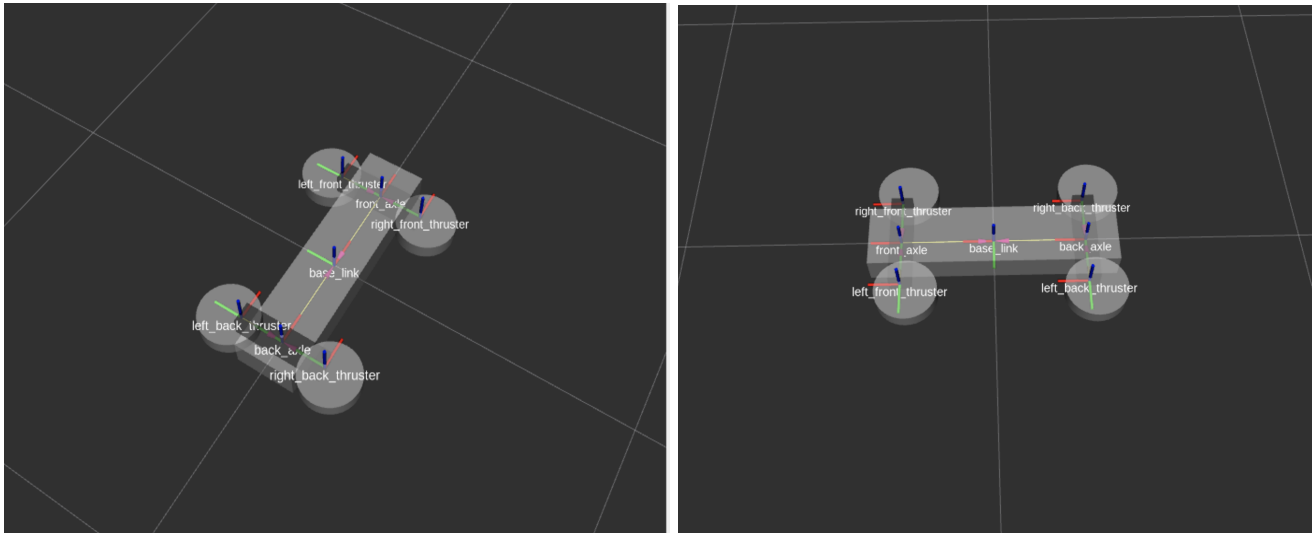 left_front_thruster
front_axle
right_front_thruster
base_link
left_back_thruster
back_axle
right_back_thruster
right_front_thruster
right_back_thruster
front_axle
base_link
back_axle
left_front_thruster
left_back_thruster